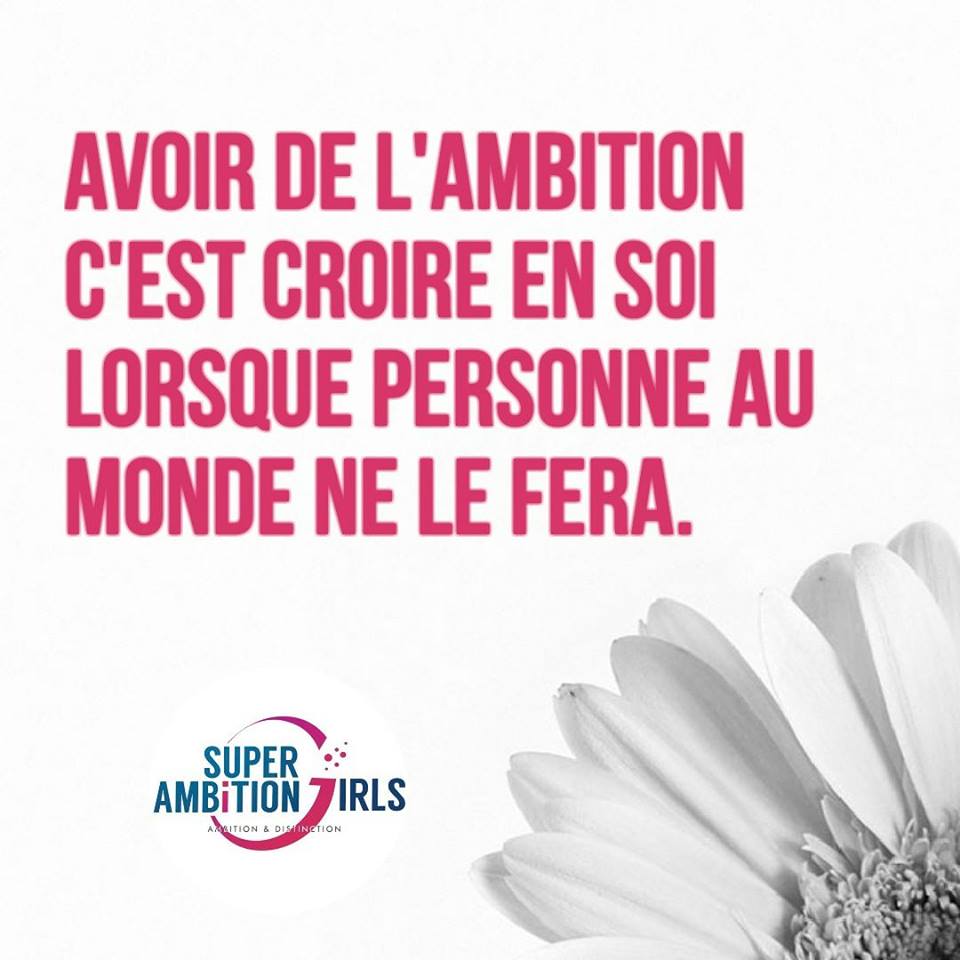 AVOIR DE L'AMBITION
C'EST CROIRE EN SOI
LORSQUE PERSONNE AU
MONDE NE LE FERA.
SUPER
AMBiTION GIRLS
AMBITION & DISTINCTION